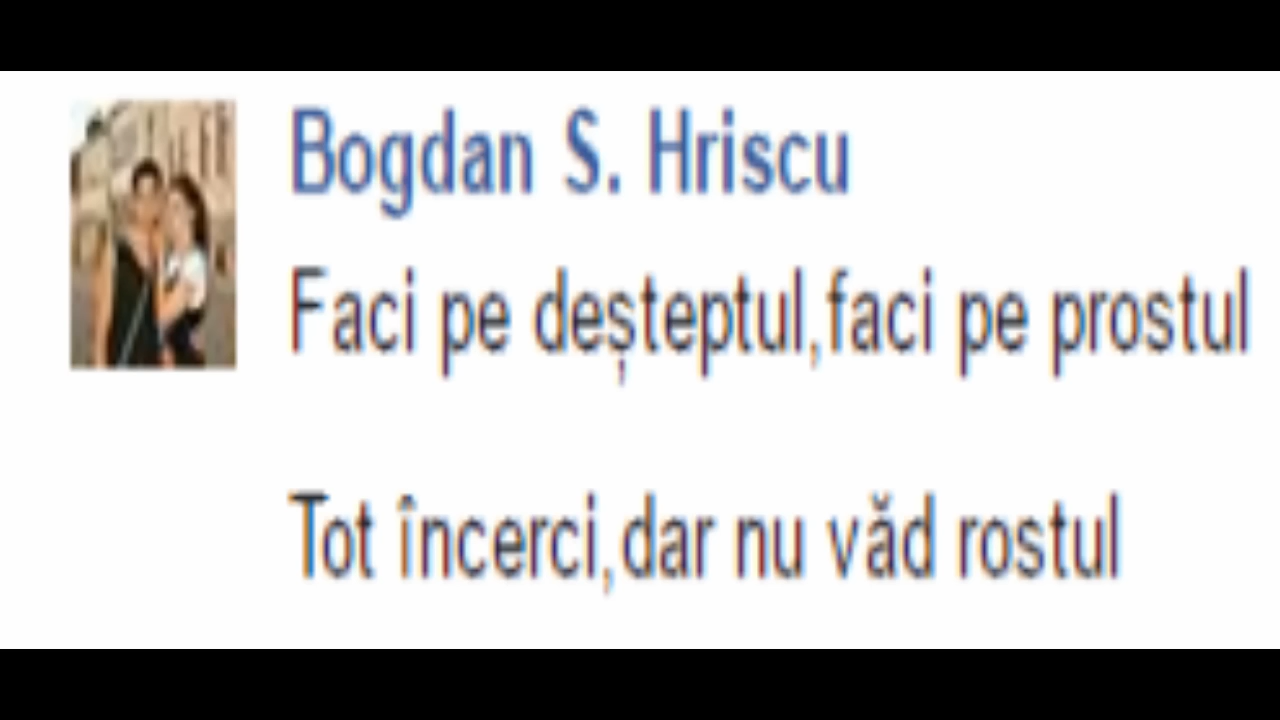 Bogdan S. Hriscu
Faci pe deșteptul,faci pe prostul
Tot încerci,dar nu văd rostul